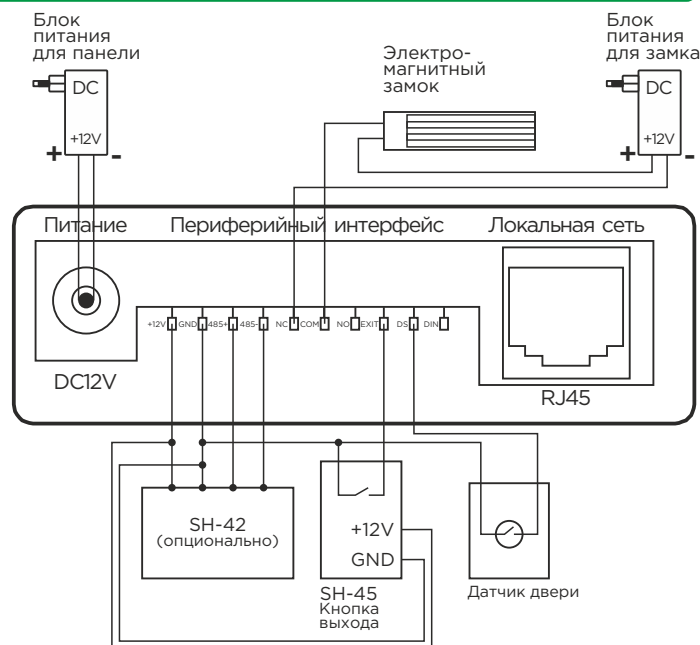 Блок
питания
для панели
Блок
питания
для замка
Электро-
магнитный
замок
DC
DC
+12V
+12V
+ -
+ -
Питание Периферийный интерфейс Локальная сеть
+12V GND 485+ 485- NC COM NO EXIT DS DIN
DC12V
RJ45
SH-42
(опционально)
+12V
GND
SH-45
Кнопка
выхода
Датчик двери